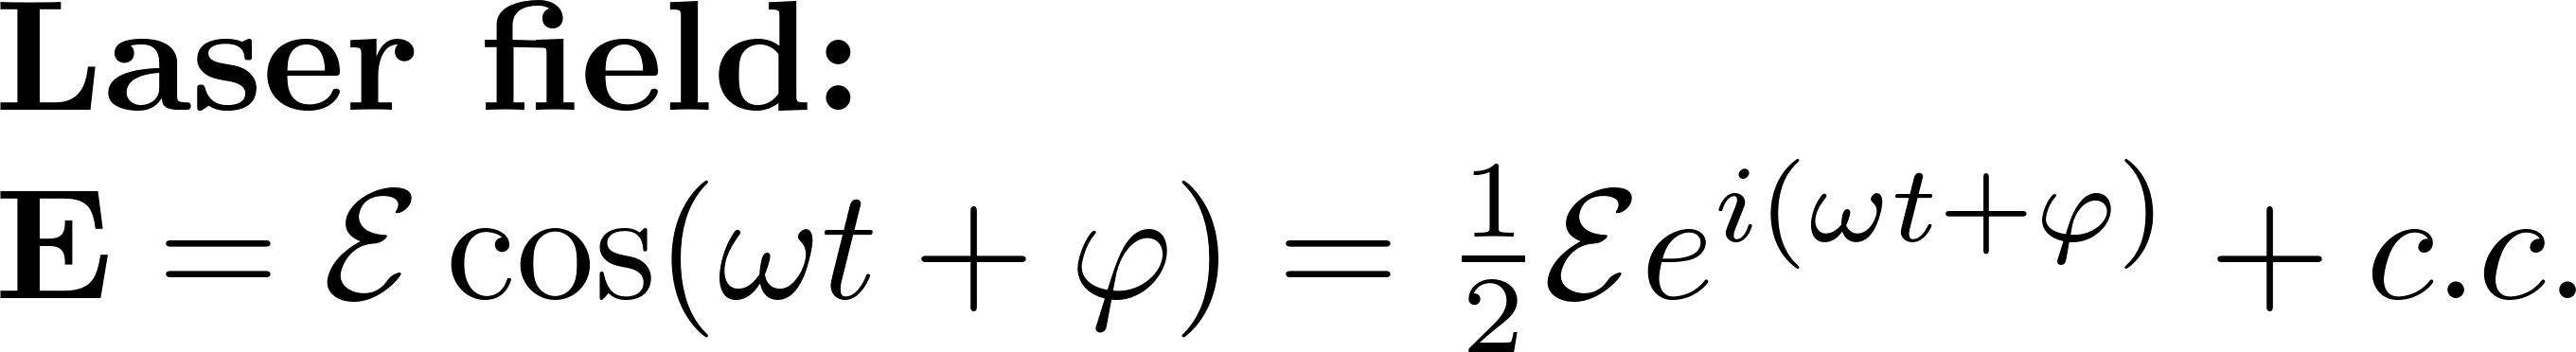 Laser field:
E = ℰ cos(ωt + φ) = ½ℰe^{i(ωt+φ)} + c.c.